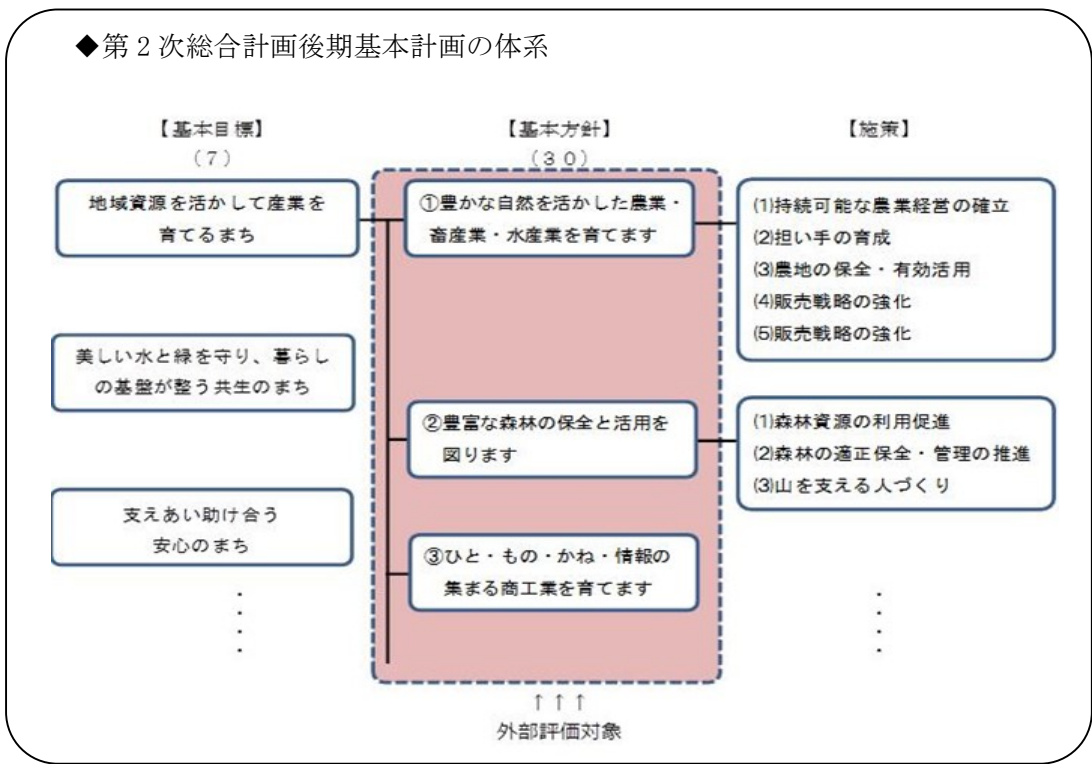 ◆第２次総合計画後期基本計画の体系
【基本目標】
（７）
【基本方針】
（３０）
【施策】
地域資源を活かして産業を
育てるまち
①豊かな自然を活かした農業・
畜産業・水産業を育てます
(1)持続可能な農業経営の確立
(2)担い手の育成
(3)農地の保全・有効活用
(4)販売戦略の強化
(5)販売戦略の強化
美しい水と緑を守り、暮らし
の基盤が整う共生のまち
②豊富な森林の保全と活用を
図ります
(1)森林資源の利用促進
(2)森林の適正保全・管理の推進
(3)山を支える人づくり
支えあい助け合う
安心のまち
③ひと・もの・かね・情報の
集まる商工業を育てます
↑ ↑ ↑
外部評価対象